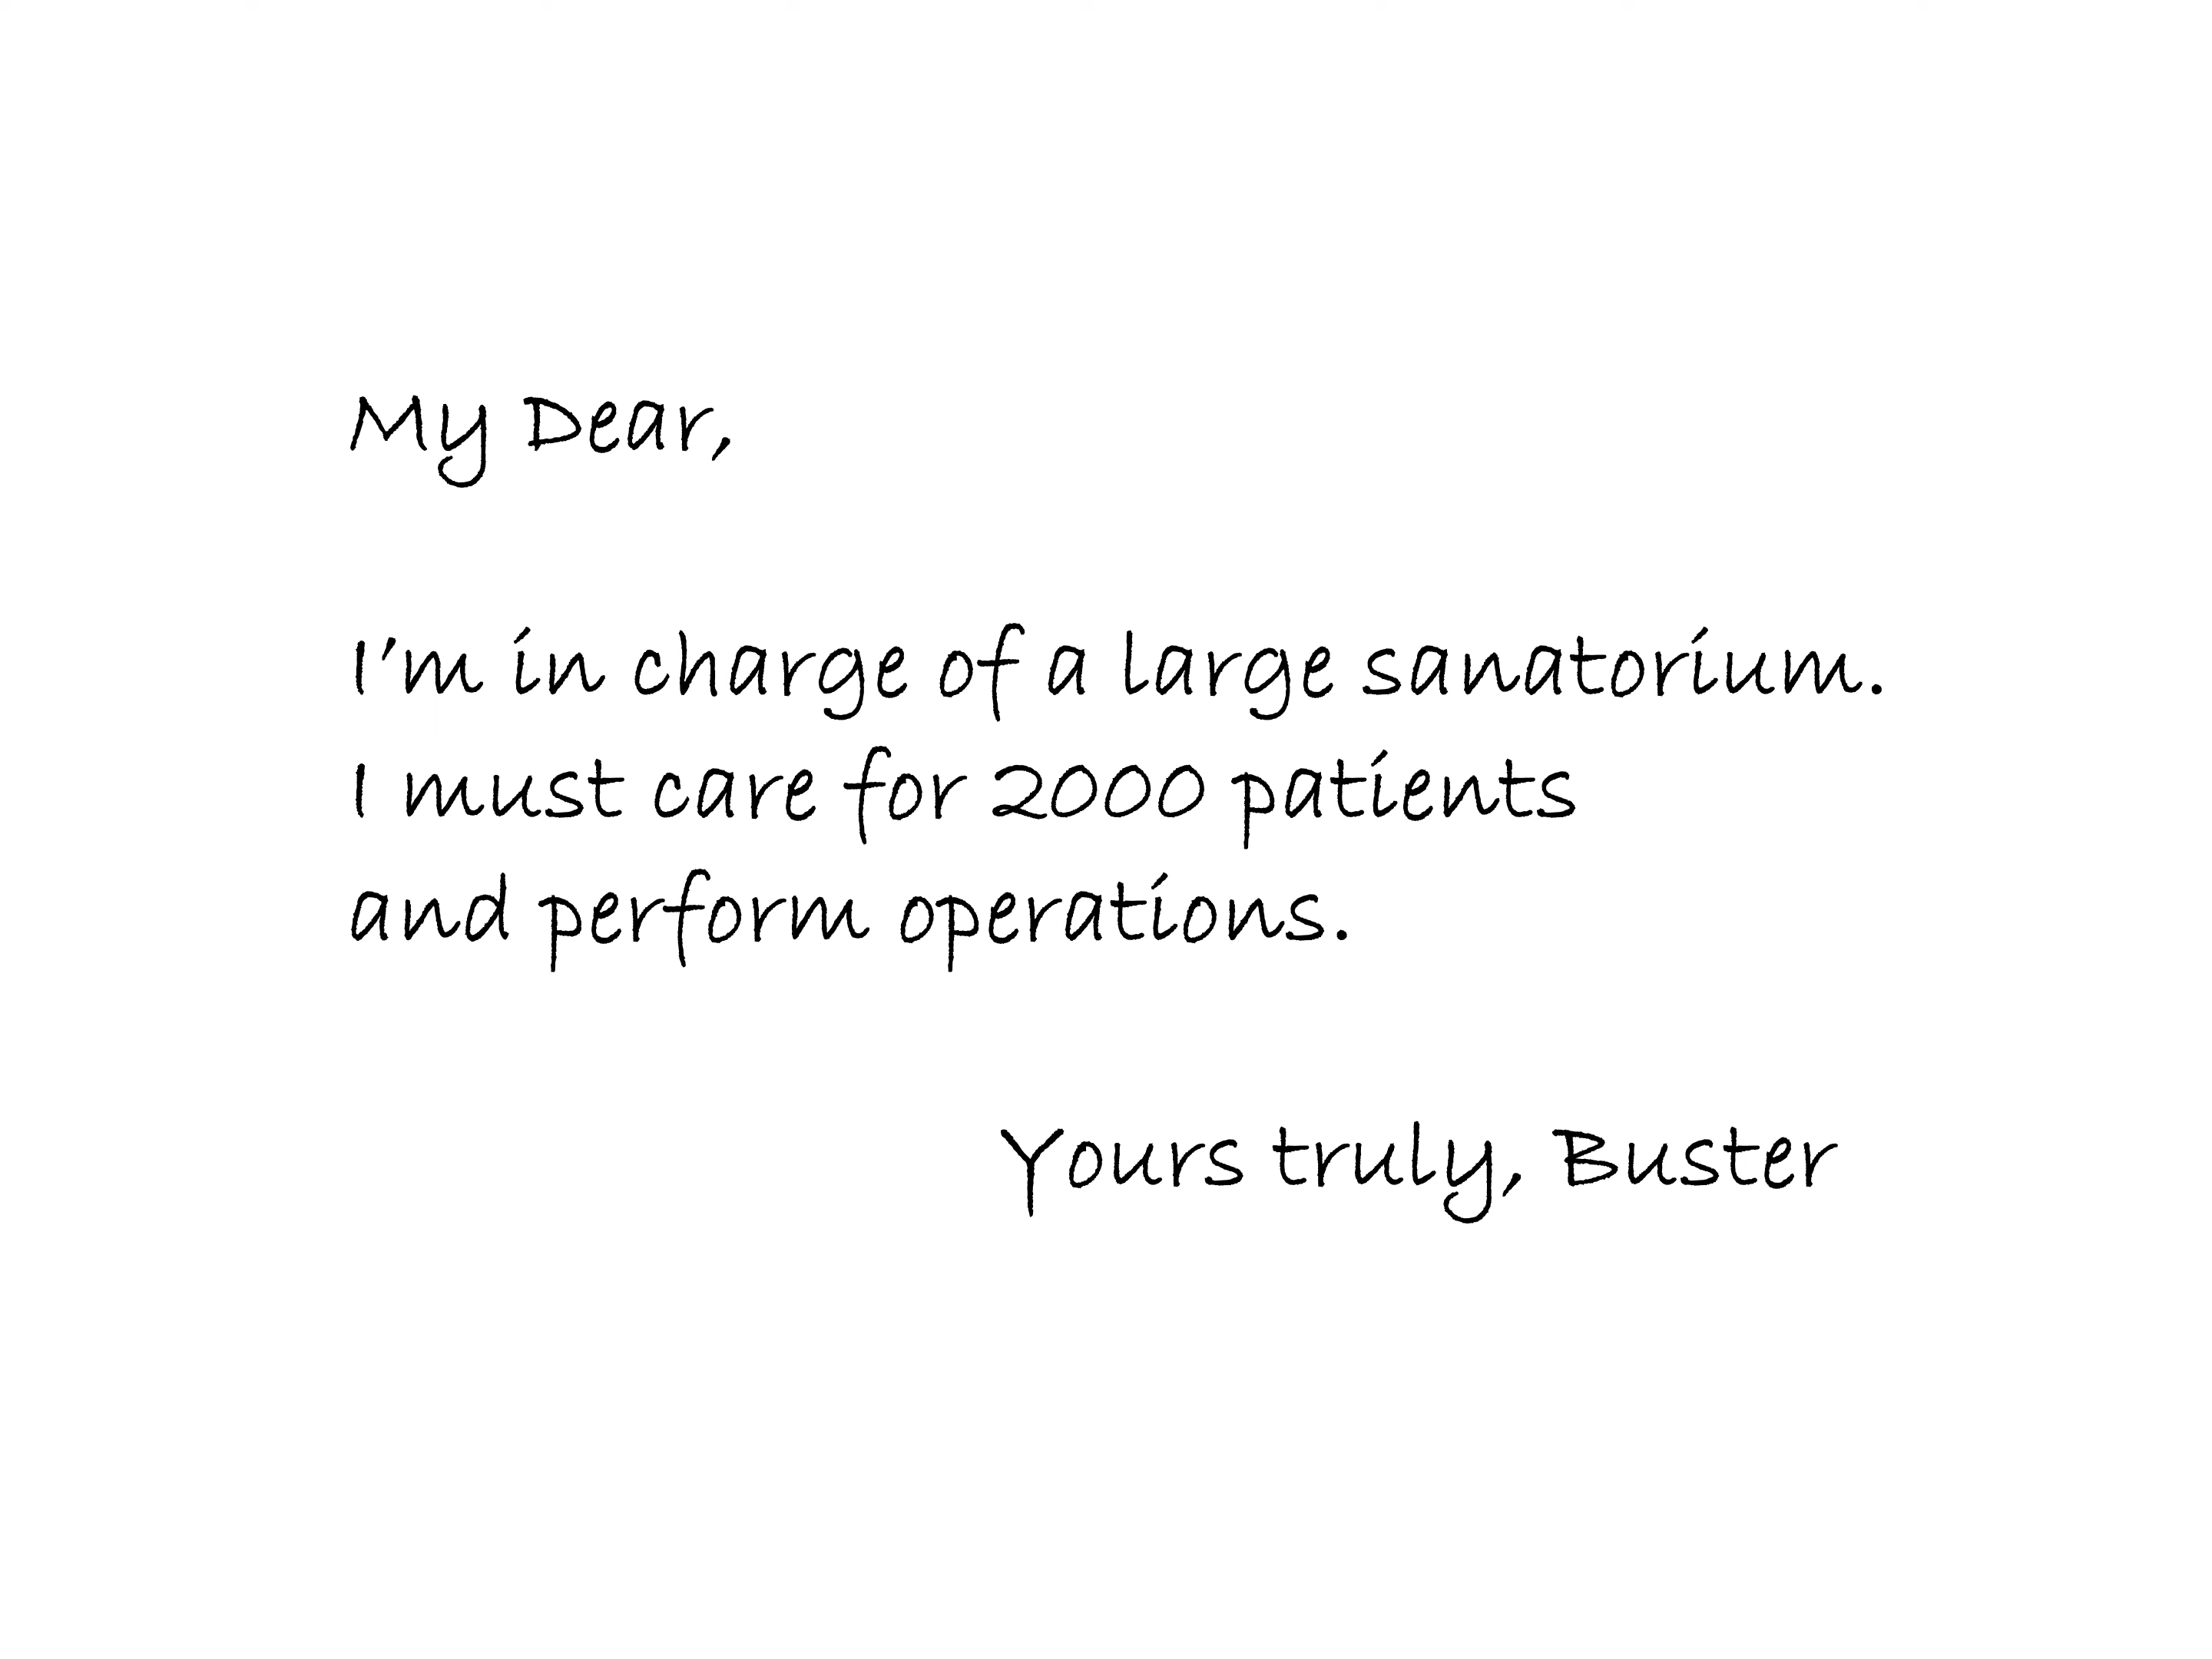 My Dear,
I'm in charge of a large sanatorium.
I must care for 2000 patients
and perform operations.
Yours truly, Buster